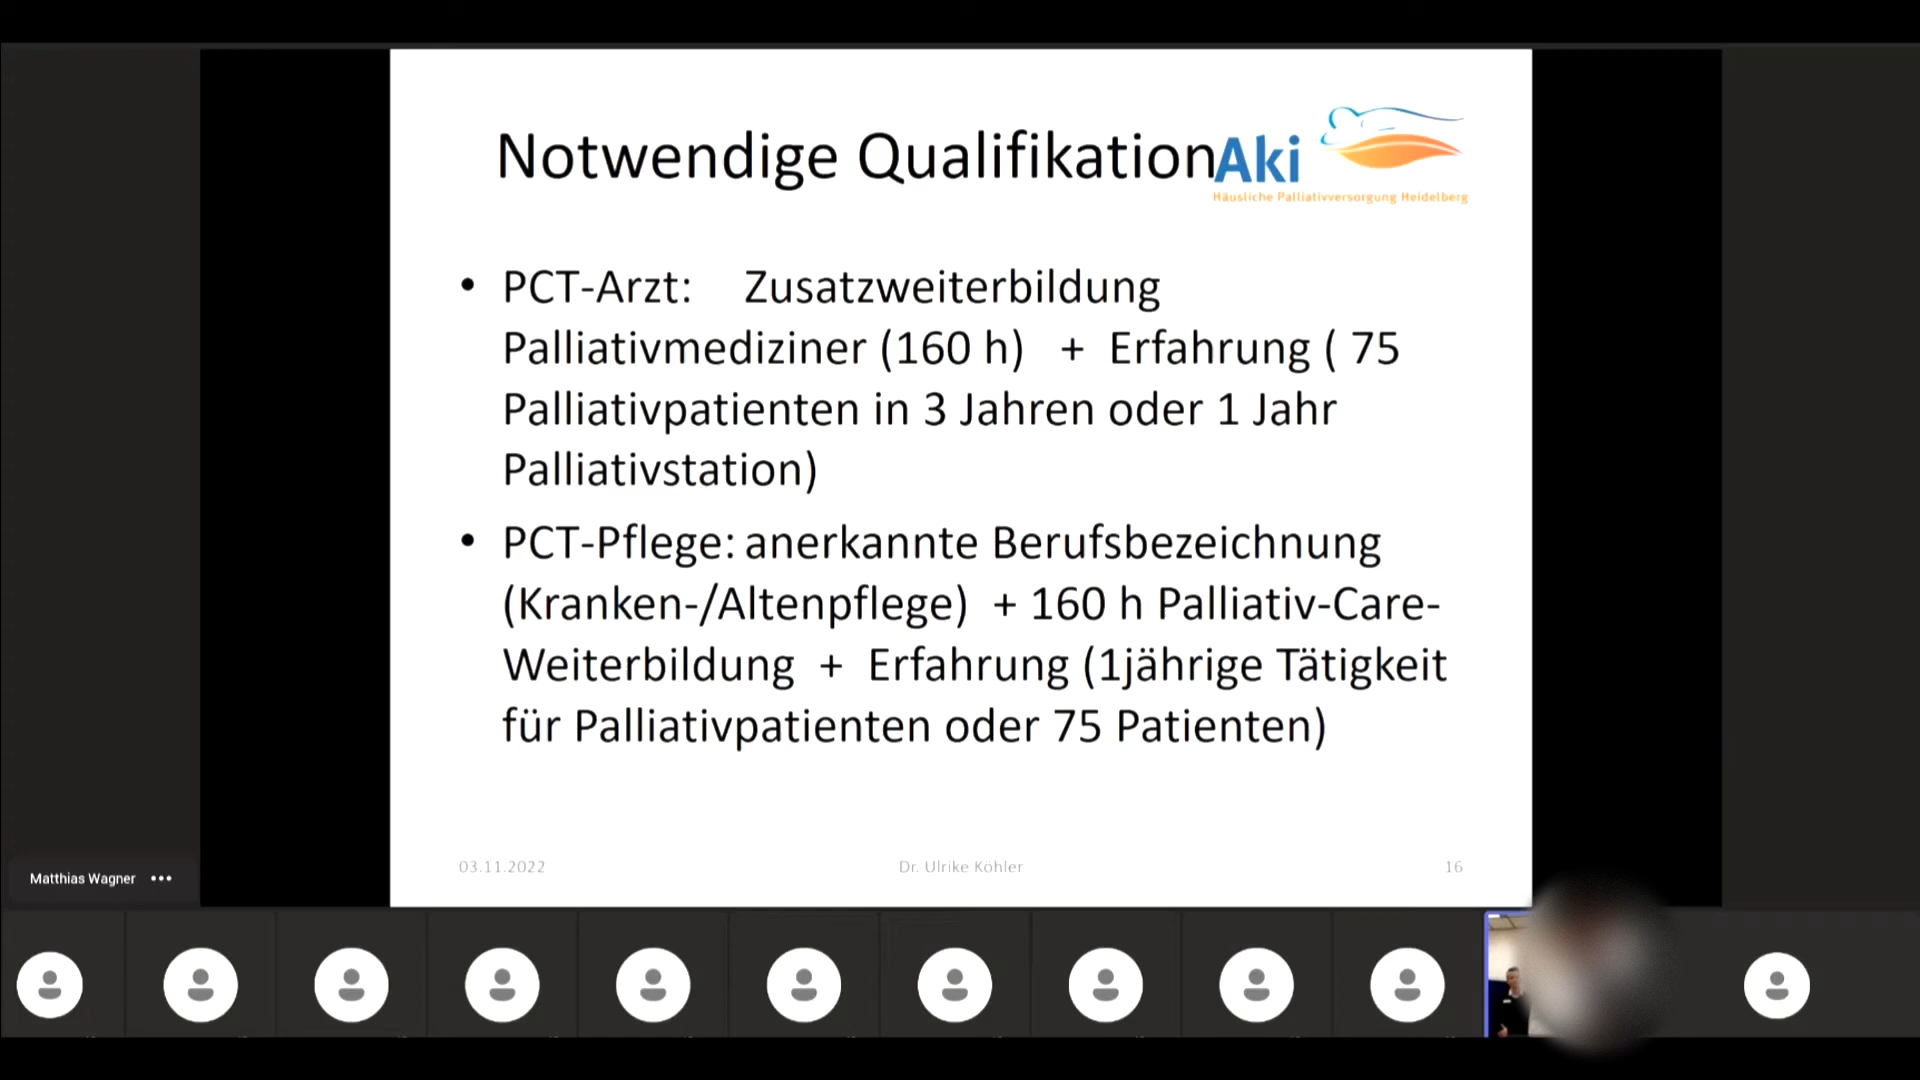 Notwendige Qualifikation
Aki
Häusliche Palliativversorgung Heidelberg
• PCT-Arzt: Zusatzweiterbildung
Palliativmediziner (160 h) + Erfahrung ( 75
Palliativpatienten in 3 Jahren oder 1 Jahr
Palliativstation)
• PCT-Pflege: anerkannte Berufsbezeichnung
(Kranken-/Altenpflege) + 160 h Palliativ-Care-
Weiterbildung + Erfahrung (1jährige Tätigkeit
für Palliativpatienten oder 75 Patienten)
03.11.2022 Dr. Ulrike Köhler 16
Matthias Wagner •••